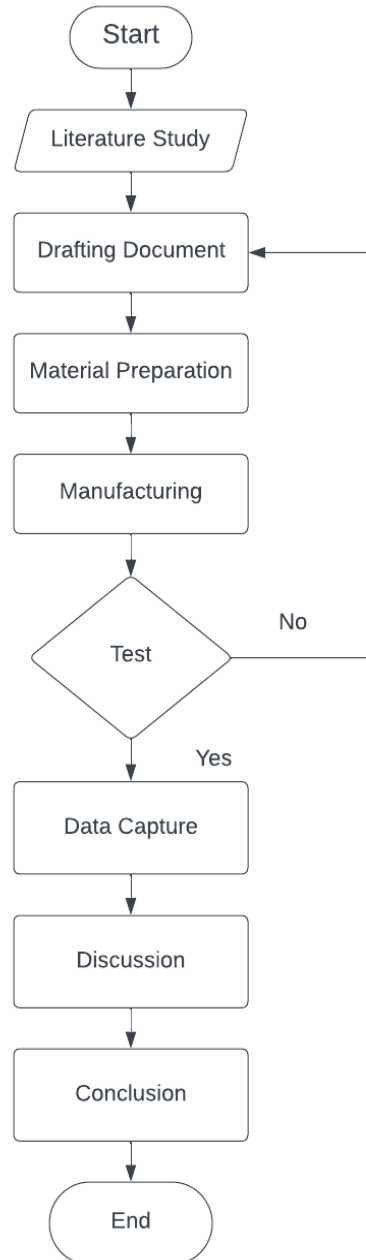 Start
Literature Study
Drafting Document
Material Preparation
Manufacturing
Test
No
Yes
Data Capture
Discussion
Conclusion
End